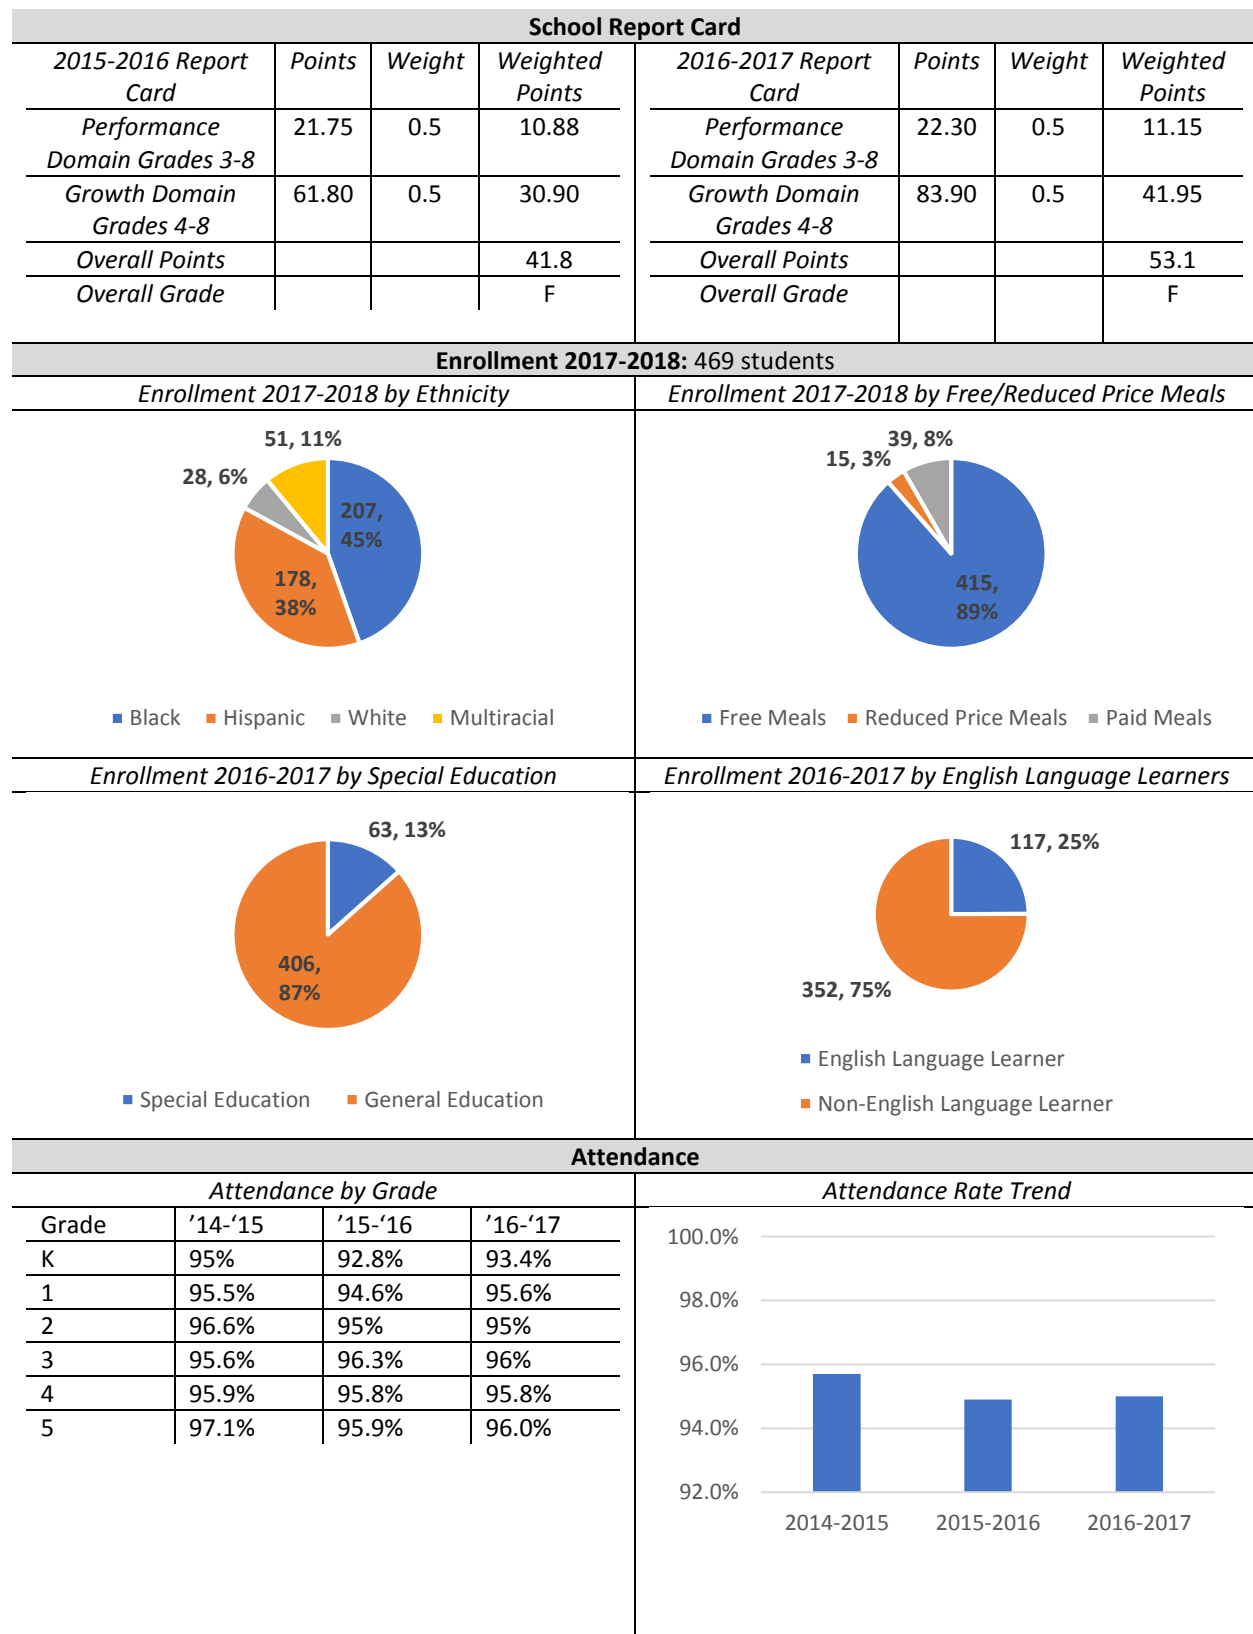 School Report Card
2015-2016 Report Card Points Weight Weighted Points
Performance Domain Grades 3-8 21.75 0.5 10.88
Growth Domain Grades 4-8 61.80 0.5 30.90
Overall Points 41.8
Overall Grade F
2016-2017 Report Card Points Weight Weighted Points
Performance Domain Grades 3-8 22.30 0.5 11.15
Growth Domain Grades 4-8 83.90 0.5 41.95
Overall Points 53.1
Overall Grade F
Enrollment 2017-2018: 469 students
Enrollment 2017-2018 by Ethnicity
51, 11%
28, 6%
207,
45%
178,
38%
Black Hispanic White Multiracial
Enrollment 2017-2018 by Free/Reduced Price Meals
39, 8%
15, 3%
415,
89%
Free Meals Reduced Price Meals Paid Meals
Enrollment 2016-2017 by Special Education
63, 13%
406,
87%
Special Education General Education
Enrollment 2016-2017 by English Language Learners
117, 25%
352, 75%
English Language Learner
Non-English Language Learner
Attendance
Attendance by Grade
Grade ’14-‘15 ’15-‘16 ’16-‘17
K 95% 92.8% 93.4%
1 95.5% 94.6% 95.6%
2 96.6% 95% 95%
3 95.6% 96.3% 96%
4 95.9% 95.8% 95.8%
5 97.1% 95.9% 96.0%
Attendance Rate Trend
100.0%
98.0%
96.0%
94.0%
92.0%
2014-2015 2015-2016 2016-2017